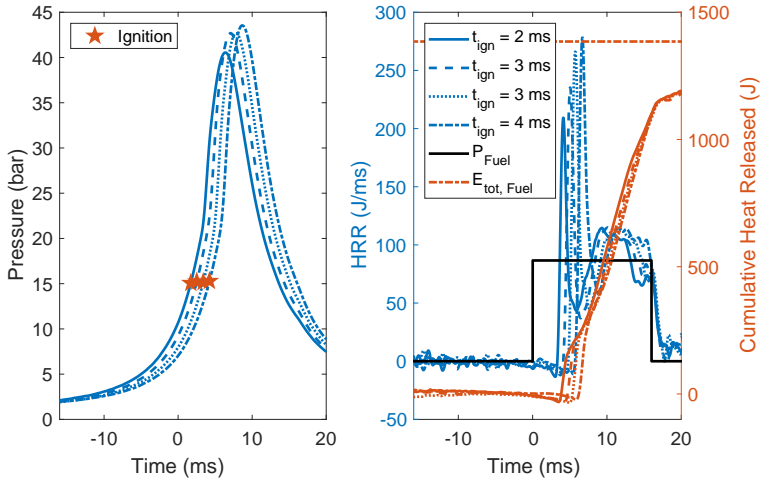 Ignition
45
40
35
30
25
20
15
10
5
0
Pressure (bar)
-10
0
10
20
Time (ms)
t_ign = 2 ms
t_ign = 3 ms
t_ign = 3 ms
t_ign = 4 ms
P_Fuel
E_tot, Fuel
300
250
200
150
100
50
0
-50
HRR (J/ms)
-10
0
10
20
Time (ms)
1500
1000
500
0
Cumulative Heat Released (J)